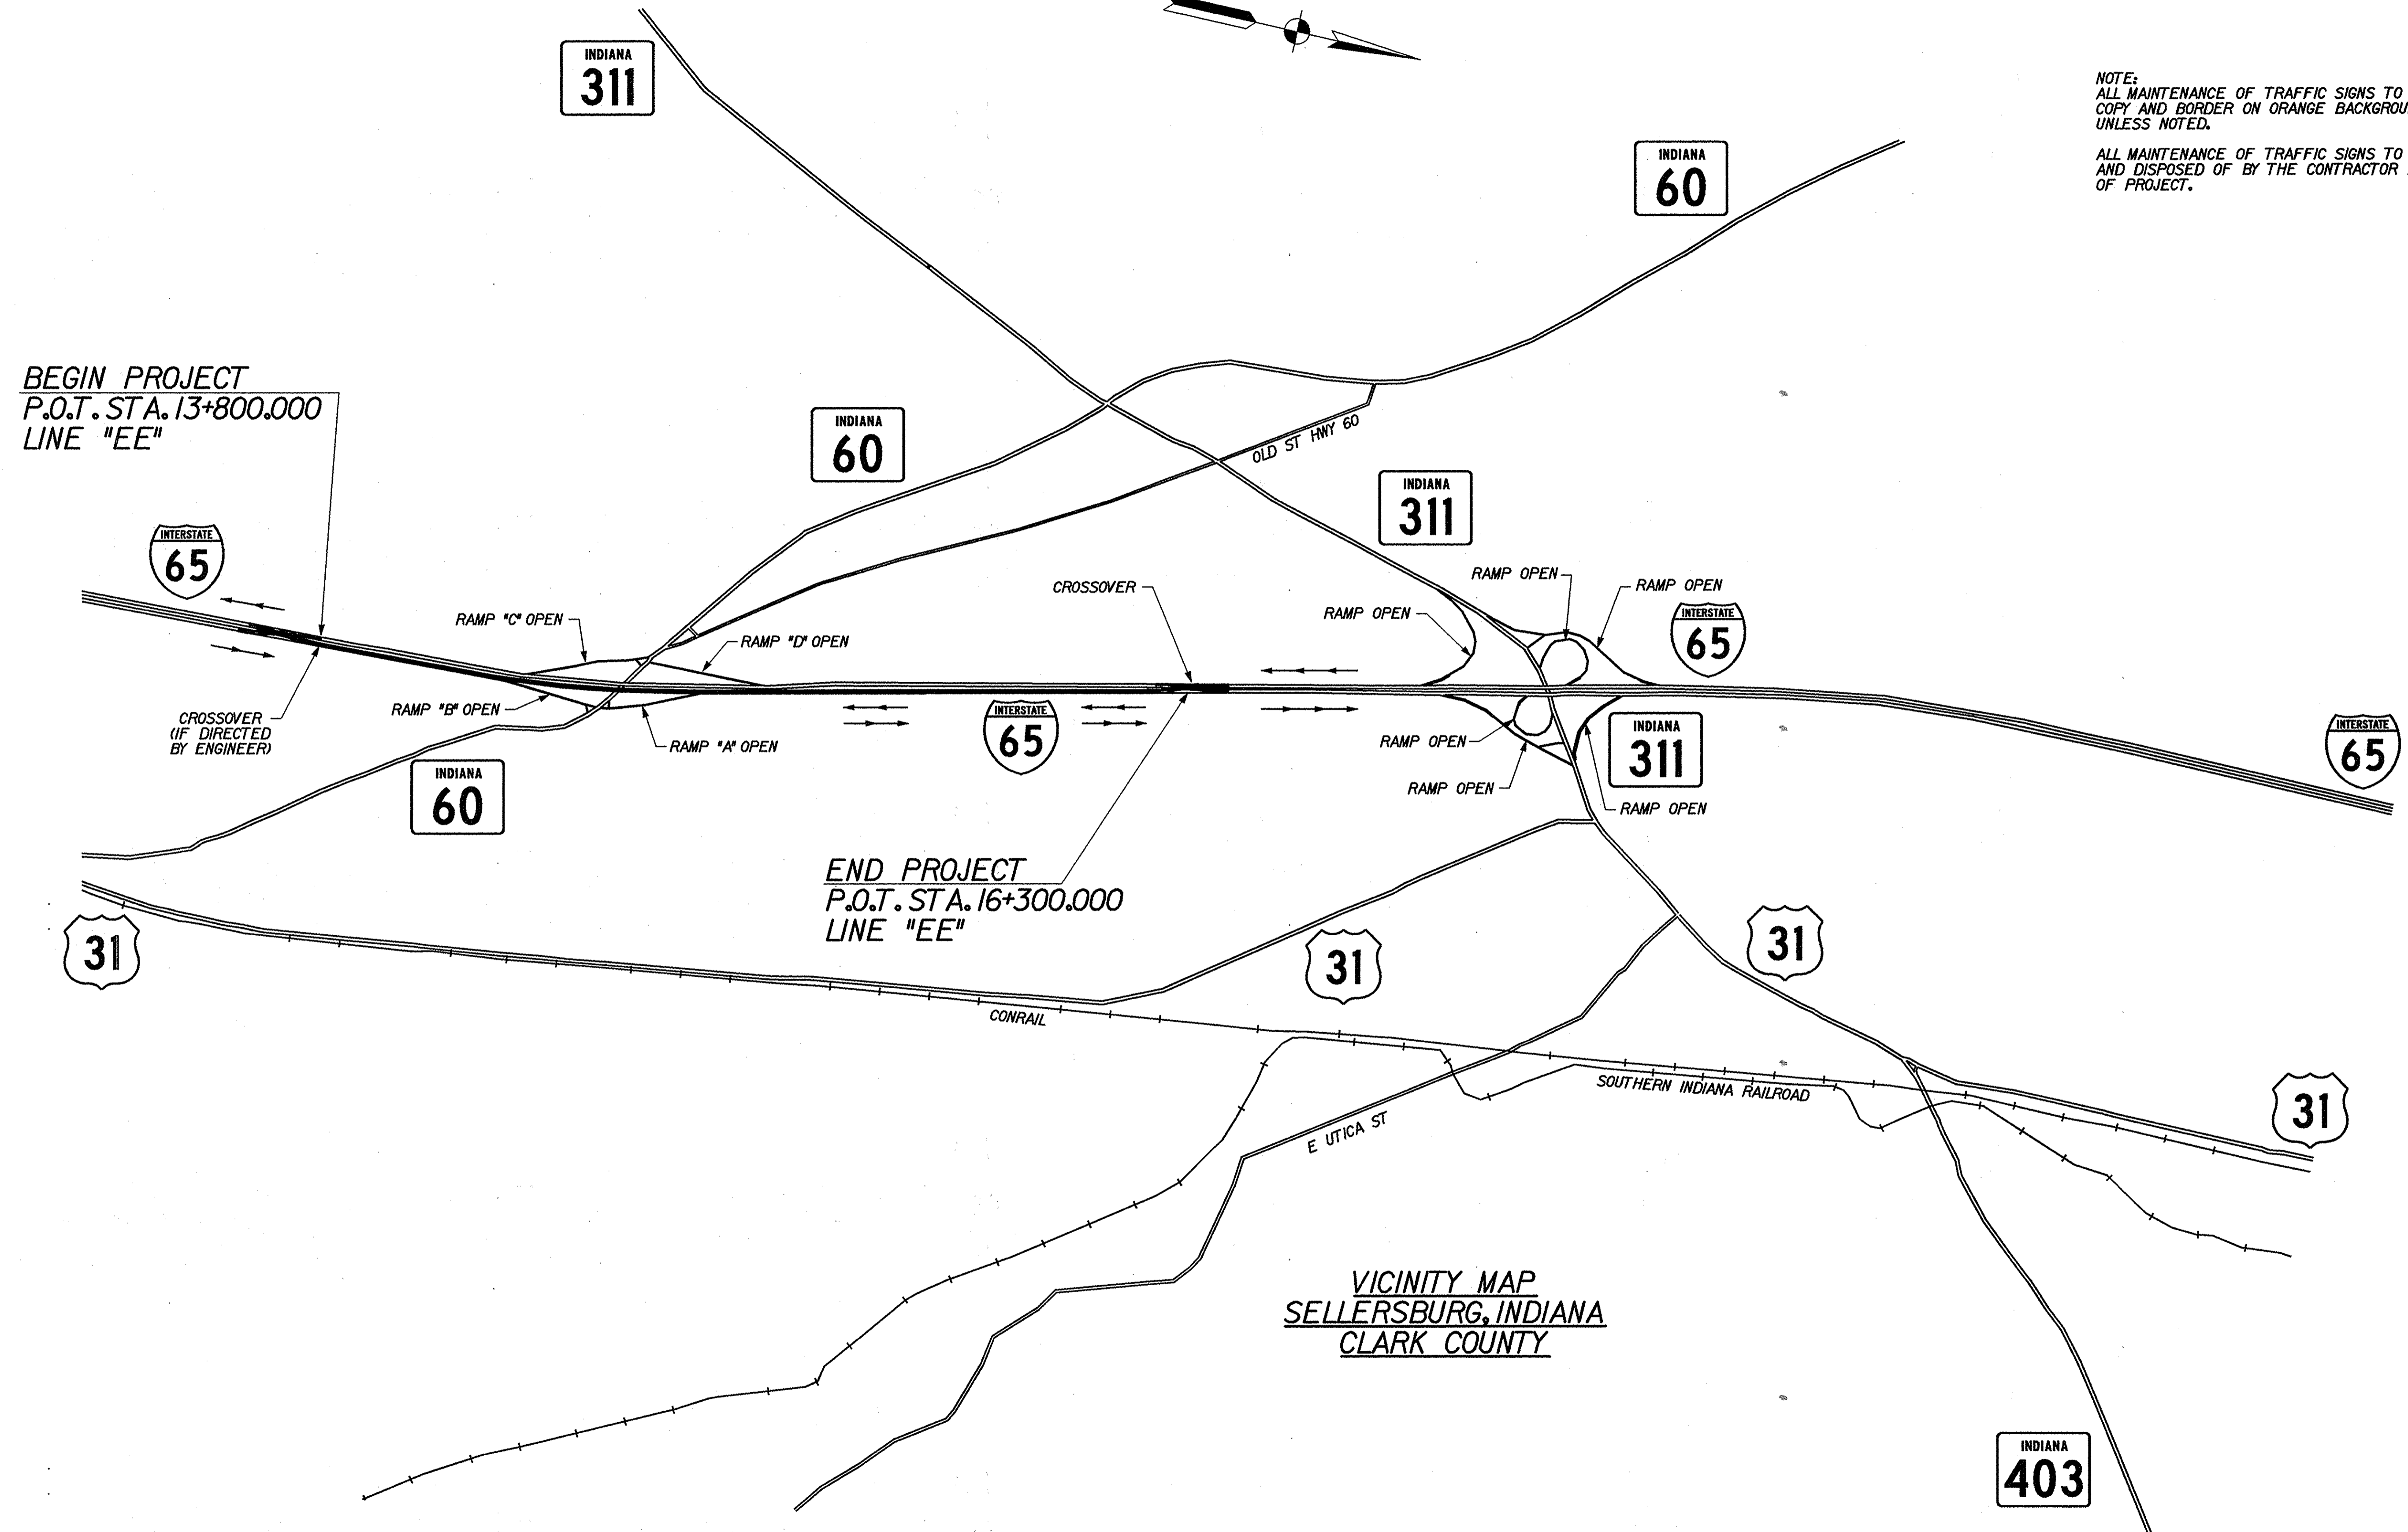 INDIANA
311
NOTE:
ALL MAINTENANCE OF TRAFFIC SIGNS TO
COPY AND BORDER ON ORANGE
UNLESS NOTED.
ALL MAINTENANCE OF TRAFFIC SIGNS TO
AND DISPOSED OF BY THE CONTRACTOR
OF PROJECT.
INDIANA
60
BEGIN PROJECT
P.O.T. STA. 13+800.000
LINE "EE"
INDIANA
60
OLD ST HWY 60
INDIANA
311
INTERSTATE
65
CROSSOVER
RAMP OPEN
RAMP OPEN
RAMP OPEN
INTERSTATE
65
RAMP "C" OPEN
RAMP "D" OPEN
RAMP "B" OPEN
RAMP "A" OPEN
CROSSOVER
(IF DIRECTED
BY ENGINEER)
INTERSTATE
65
RAMP OPEN
RAMP OPEN
RAMP OPEN
INDIANA
311
INTERSTATE
65
INDIANA
60
END PROJECT
P.O.T. STA. 16+300.000
LINE "EE"
31
31
31
CONRAIL
SOUTHERN INDIANA RAILROAD
31
E UTICA ST
VICINITY MAP
SELLERSBURG, INDIANA
CLARK COUNTY
INDIANA
403